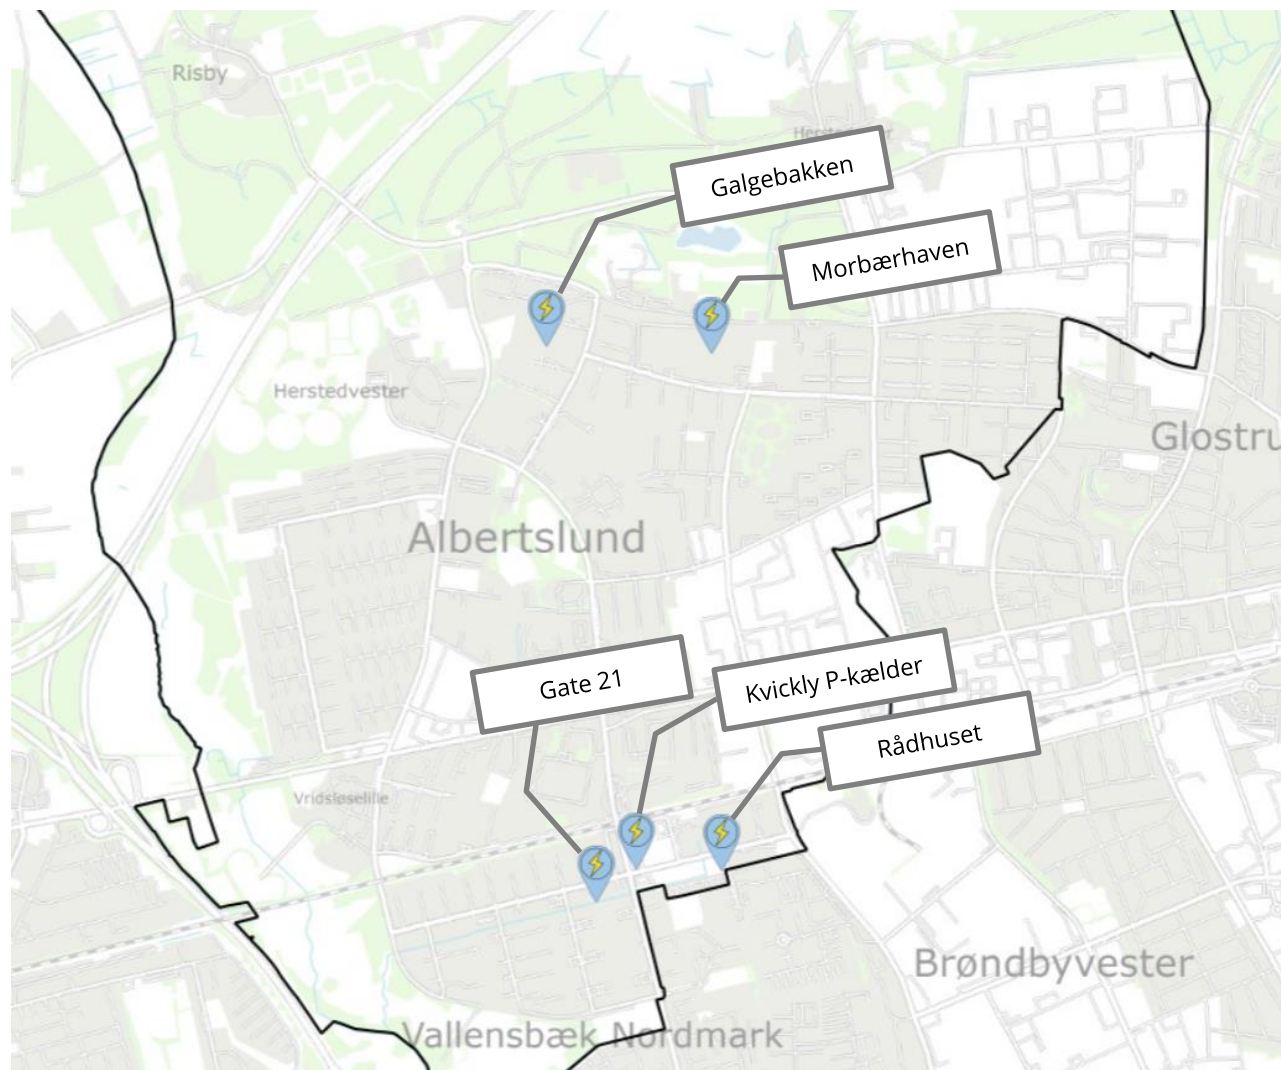 Risby
Galgebakken
Morbærhaven
Herstedvester
Glostru
Albertslund
Gate 21
Kvickly P-kælder
Rådhuset
Vridsløselille
Brøndbyvester
Vallensbæk Nordmark